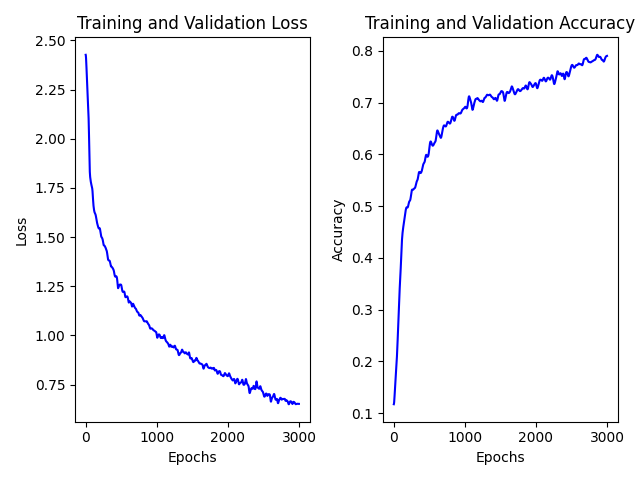 Training and Validation Loss
2.50
2.25
2.00
1.75
1.50
1.25
1.00
0.75
Loss
0 1000 2000 3000
Epochs
Training and Validation Accuracy
0.8
0.7
0.6
0.5
0.4
0.3
0.2
0.1
Accuracy
0 1000 2000 3000
Epochs